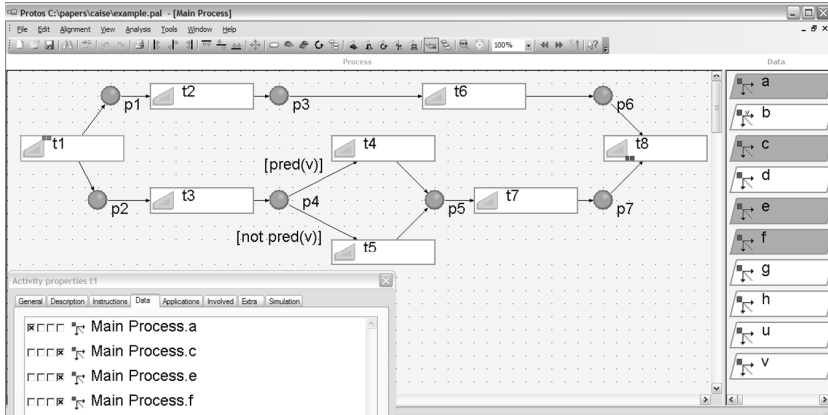 Protos C:\papers\caise\example.pal - [Main Process]
File Edit Alignment View Analysis Tools Window Help
100%
Process
Data
t1
p1
t2
p3
t6
p6
t8
p2
t3
p4
[pred(v)]
t4
[not pred(v)]
t5
p5
t7
p7
a
b
c
d
e
f
g
h
u
v
Activity properties t1
General Description Instructions Data Applications Involved Extra Simulation
Main Process.a
Main Process.c
Main Process.e
Main Process.f